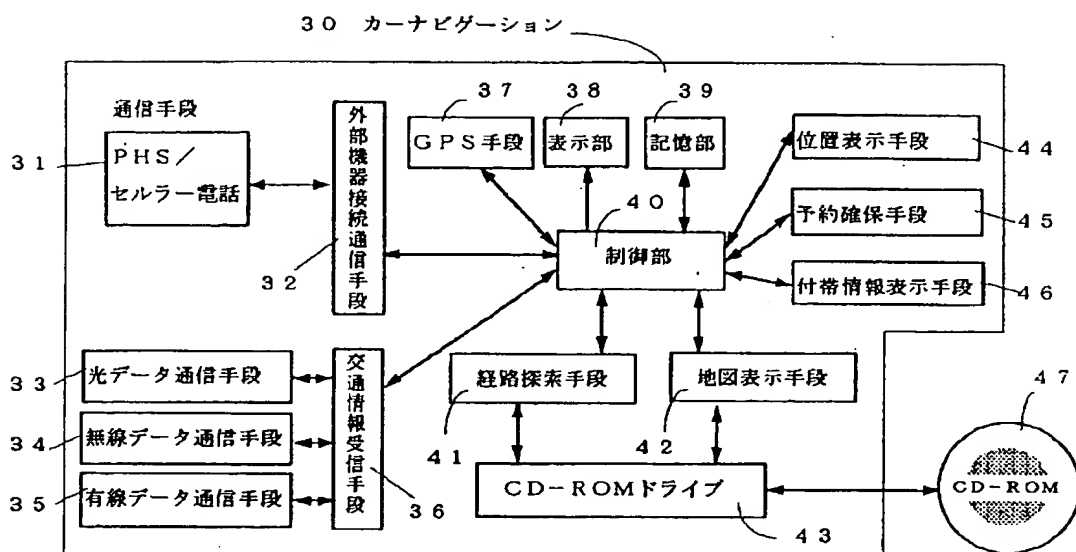 30 カーナビゲーション
通信手段
31
PHS/
セルラー電話
外部機器接続通信手段
32
37
GPS手段
38
表示部
39
記憶部
位置表示手段
44
予約確保手段
45
付帯情報表示手段
46
40
制御部
33
光データ通信手段
34
無線データ通信手段
35
有線データ通信手段
交通情報受信手段
36
経路探索手段
41
地図表示手段
42
CD-ROMドライブ
43
47
CD-ROM